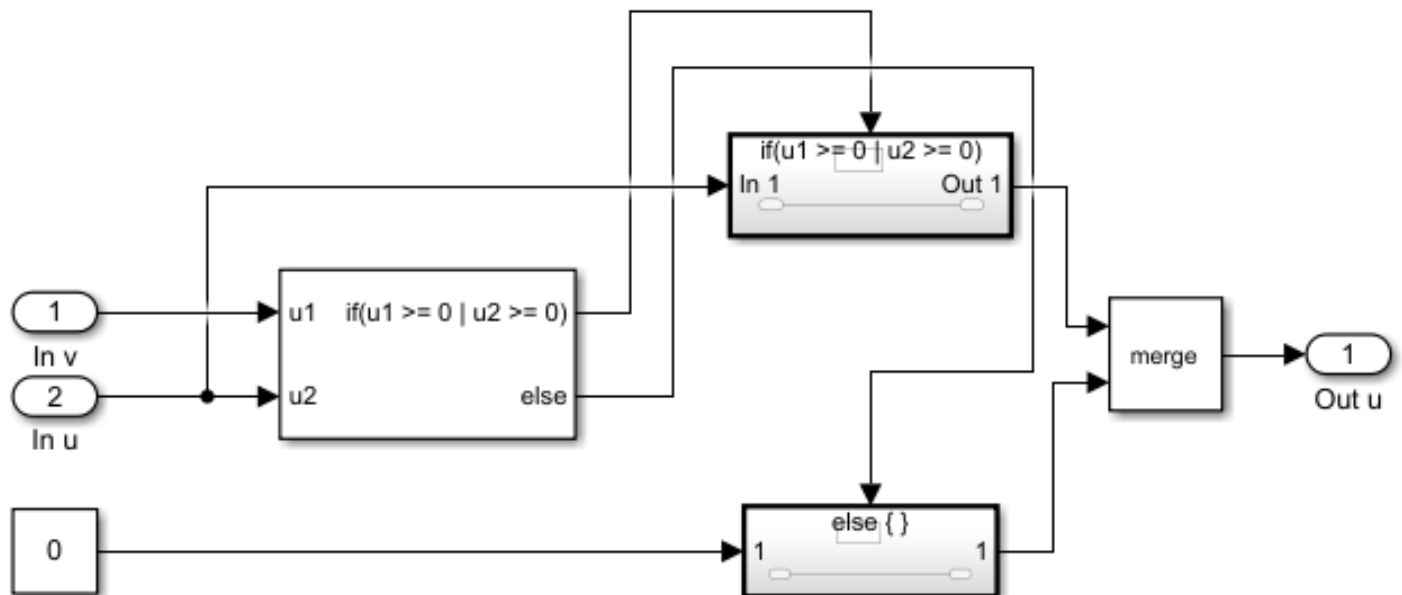 if(u1 >= 0 | u2 >= 0)
In 1 Out 1
1 u1 if(u1 >= 0 | u2 >= 0)
In v
merge 1
2 u2 else
Out u
In u
else { }
0 1 1